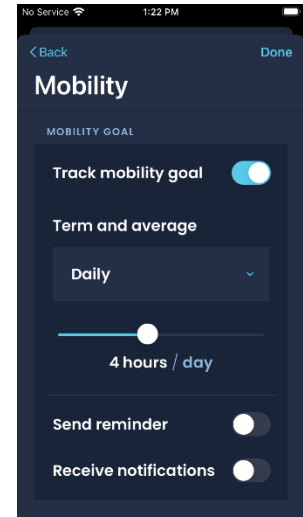 No Service 1:22 PM
Back Done
Mobility
MOBILITY GOAL
Track mobility goal
Term and average
Daily
4 hours / day
Send reminder
Receive notifications